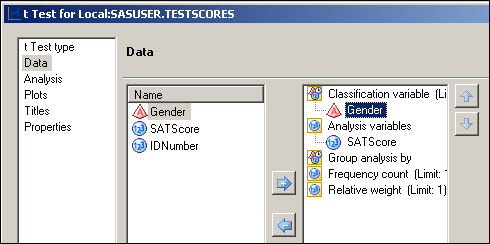 t Test for Local:SASUSER.TESTSCORES
t Test type
Data
Analysis
Plots
Titles
Properties
Data
Name
Gender
SATScore
IDNumber
Classification variable (Li
Gender
Analysis variables
SATScore
Group analysis by
Frequency count (Limit: 1
Relative weight (Limit: 1)